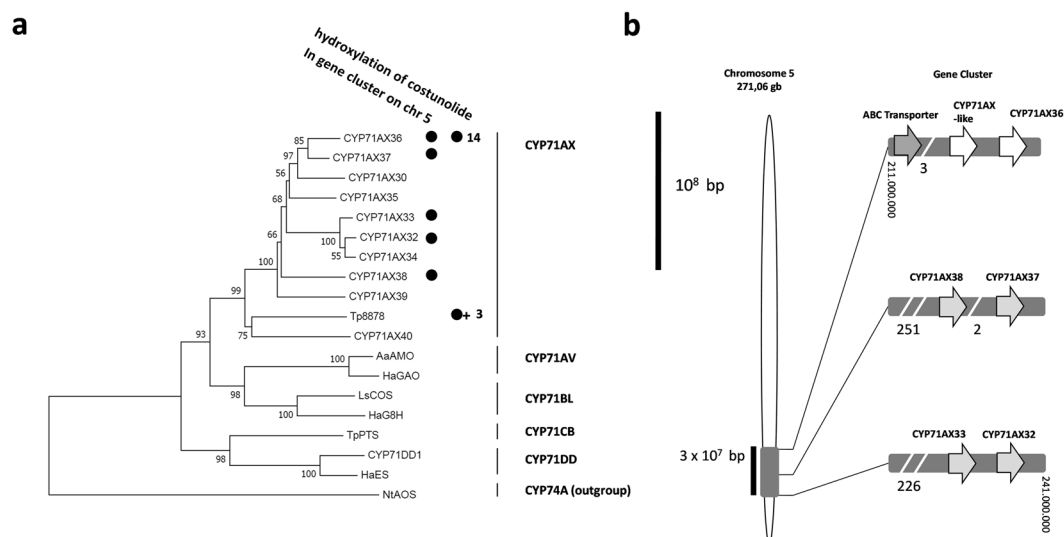 a
hydroxylation of costunolide
In gene cluster on chr 5
85
CYP71AX36
14
CYP71AX
97
CYP71AX37
56
CYP71AX30
68
CYP71AX35
66
CYP71AX33
100
CYP71AX32
55
CYP71AX34
100
CYP71AX38
99
CYP71AX39
Tp8878
+ 3
75
CYP71AX40
93
AaAMO
CYP71AV
100
HaGAO
98
LsCOS
CYP71BL
100
HaG8H
TpPTS
CYP71CB
98
CYP71DD1
CYP71DD
100
HaES
NtAOS
CYP74A (outgroup)
b
Chromosome 5
271,06 gb
Gene Cluster
10⁸ bp
3 x 10⁷ bp
ABC Transporter
CYP71AX
-like
CYP71AX36
3
211.000.000
CYP71AX38
CYP71AX37
251
2
CYP71AX33
CYP71AX32
226
241.000.000